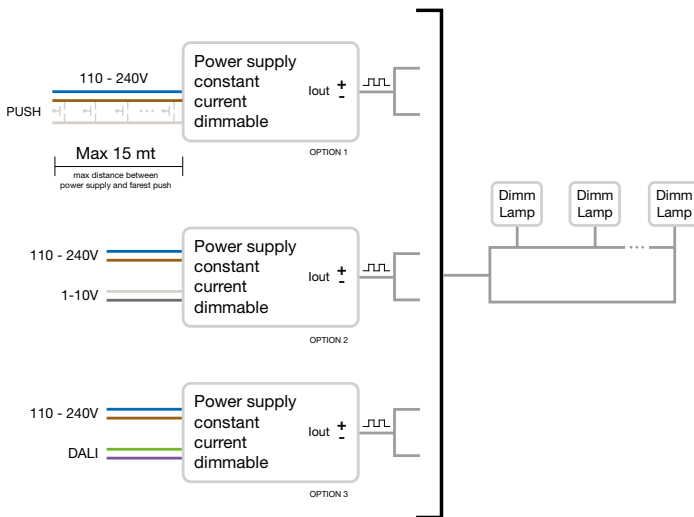 110 - 240V
PUSH
Power supply
constant
current
dimmable
Iout + -
OPTION 1
Max 15 mt
max distance between
power supply and farest push
110 - 240V
1-10V
Power supply
constant
current
dimmable
Iout + -
OPTION 2
110 - 240V
DALI
Power supply
constant
current
dimmable
Iout + -
OPTION 3
Dimm
Lamp
Dimm
Lamp
...
Dimm
Lamp